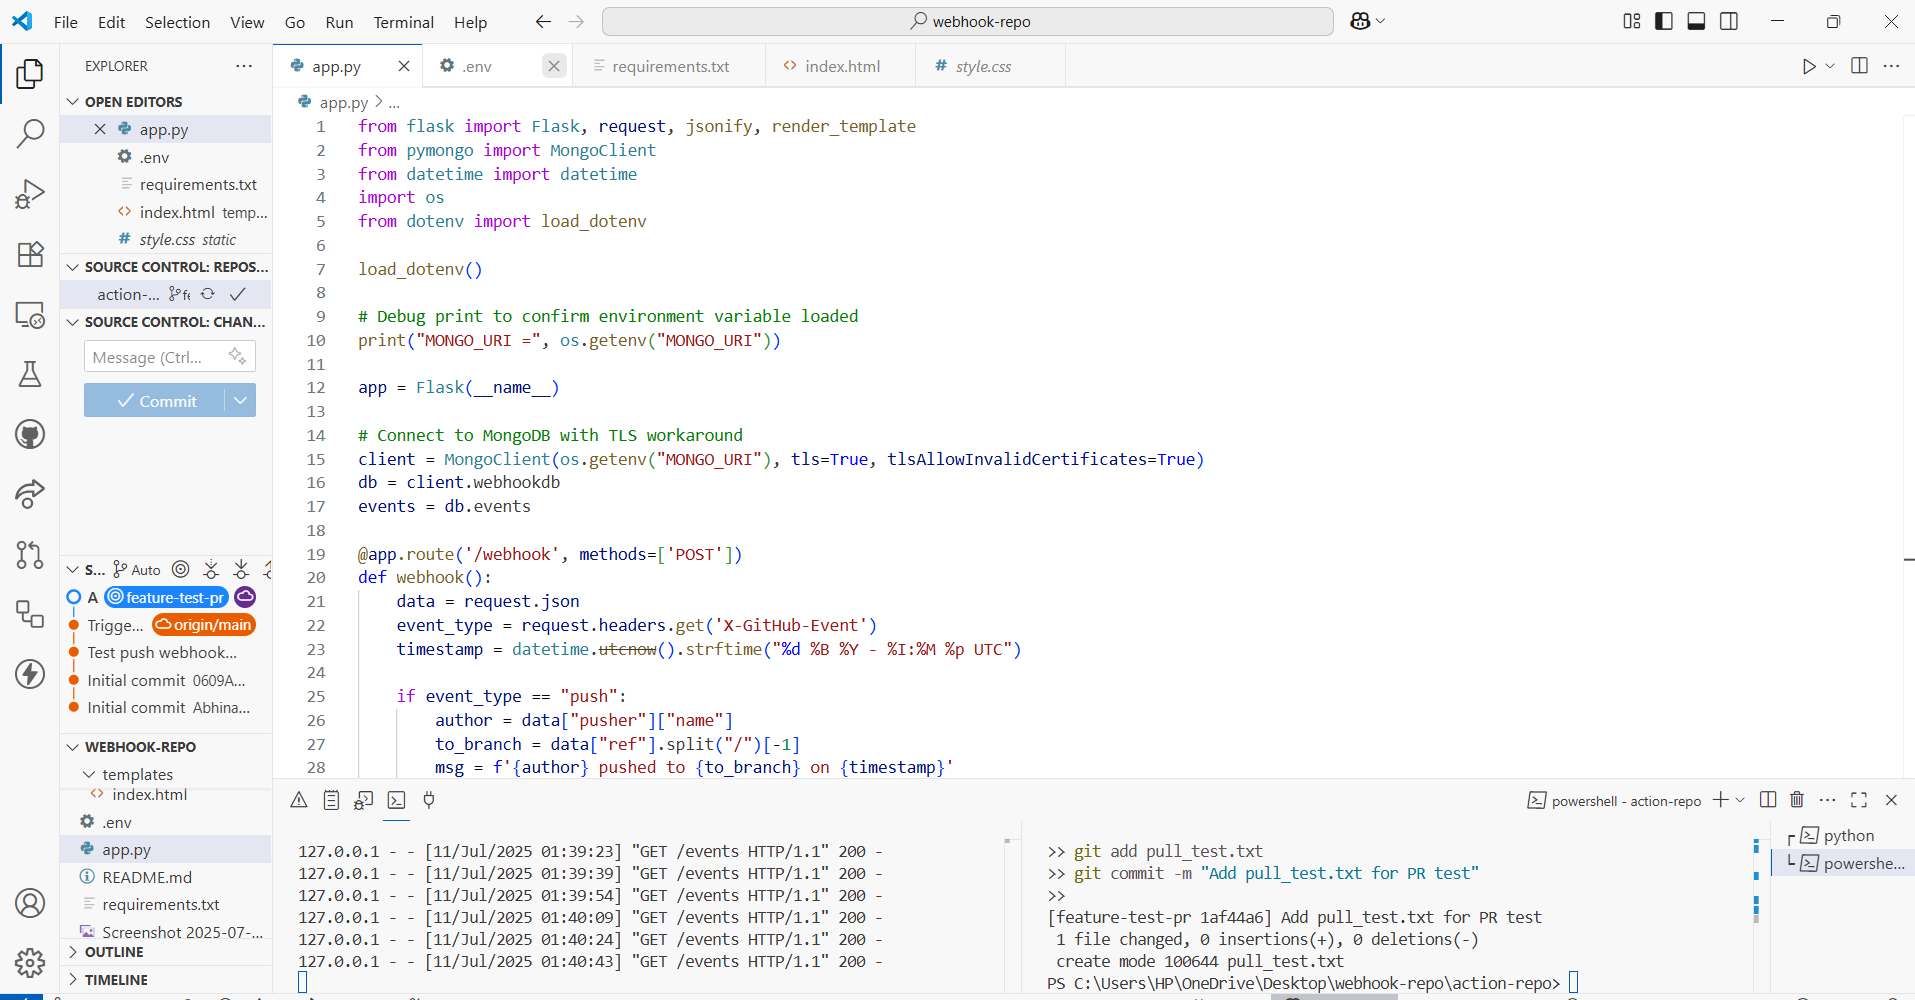 File Edit Selection View Go Run Terminal Help
webhook-repo
EXPLORER
OPEN EDITORS
app.py
.env
requirements.txt
index.html temp...
style.css static
SOURCE CONTROL: REPOS...
action-...
SOURCE CONTROL: CHAN...
Message (Ctrl...
Commit
S... Auto
A feature-test-pr
Trigge... origin/main
Test push webhook...
Initial commit 0609A...
Initial commit Abhina...
WEBHOOK-REPO
templates
index.html
.env
app.py
README.md
requirements.txt
Screenshot 2025-07-...
OUTLINE
TIMELINE
app.py .env requirements.txt index.html style.css
app.py > ...
1 from flask import Flask, request, jsonify, render_template
2 from pymongo import MongoClient
3 from datetime import datetime
4 import os
5 from dotenv import load_dotenv
6
7 load_dotenv()
8
9 # Debug print to confirm environment variable loaded
10 print("MONGO_URI =", os.getenv("MONGO_URI"))
11
12 app = Flask(__name__)
13
14 # Connect to MongoDB with TLS workaround
15 client = MongoClient(os.getenv("MONGO_URI"), tls=True, tlsAllowInvalidCertificates=True)
16 db = client.webhookdb
17 events = db.events
18
19 @app.route('/webhook', methods=['POST'])
20 def webhook():
21 data = request.json
22 event_type = request.headers.get('X-GitHub-Event')
23 timestamp = datetime.utcnow().strftime("%d %B %Y - %I:%M %p UTC")
24
25 if event_type == "push":
26 author = data["pusher"]["name"]
27 to_branch = data["ref"].split("/")[-1]
28 msg = f'{author} pushed to {to_branch} on {timestamp}'
powershell - action-repo
127.0.0.1 - - [11/Jul/2025 01:39:23] "GET /events HTTP/1.1" 200 -
127.0.0.1 - - [11/Jul/2025 01:39:39] "GET /events HTTP/1.1" 200 -
127.0.0.1 - - [11/Jul/2025 01:39:54] "GET /events HTTP/1.1" 200 -
127.0.0.1 - - [11/Jul/2025 01:40:09] "GET /events HTTP/1.1" 200 -
127.0.0.1 - - [11/Jul/2025 01:40:24] "GET /events HTTP/1.1" 200 -
127.0.0.1 - - [11/Jul/2025 01:40:43] "GET /events HTTP/1.1" 200 -
>> git add pull_test.txt
>> git commit -m "Add pull_test.txt for PR test"
>>
[feature-test-pr 1af44a6] Add pull_test.txt for PR test
1 file changed, 0 insertions(+), 0 deletions(-)
create mode 100644 pull_test.txt
PS C:\Users\HP\OneDrive\Desktop\webhook-repo\action-repo>
python
powershe...